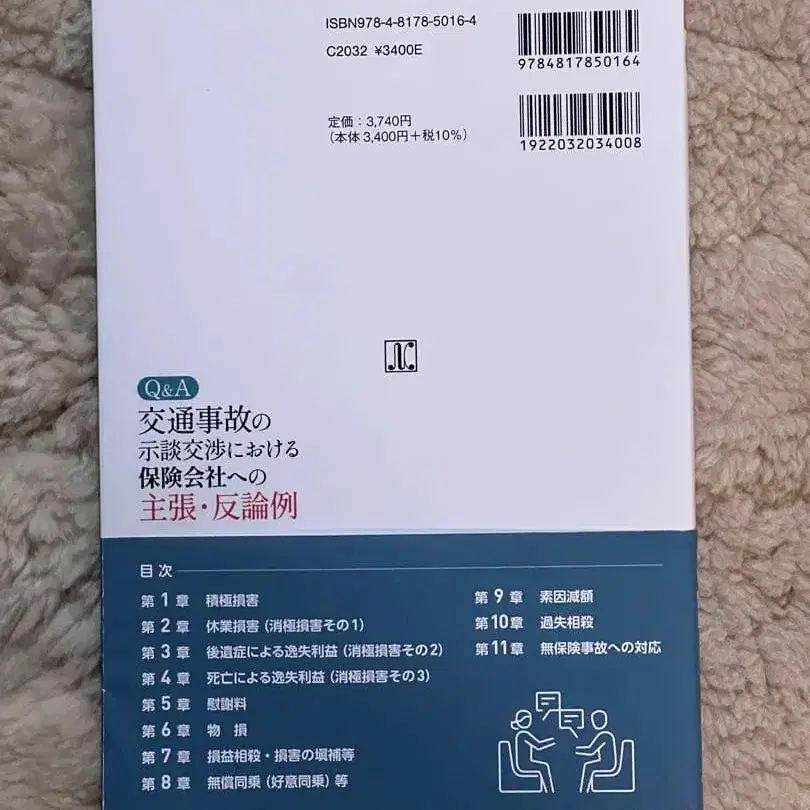 ISBN978-4-8178-5016-4
C2032 ¥3400E
9784817850164
定価：3,740円
（本体3,400円＋税10%）
1922032034008
Q&A
交通事故の
示談交渉における
保険会社への
主張・反論例
目次
第1章 積極損害
第2章 休業損害（消極損害その1）
第3章 後遺症による逸失利益（消極損害その2）
第4章 死亡による逸失利益（消極損害その3）
第5章 慰謝料
第6章 物損
第7章 損益相殺・損害の塡補等
第8章 無償同乗（好意同乗）等
第9章 素因減額
第10章 過失相殺
第11章 無保険事故への対応